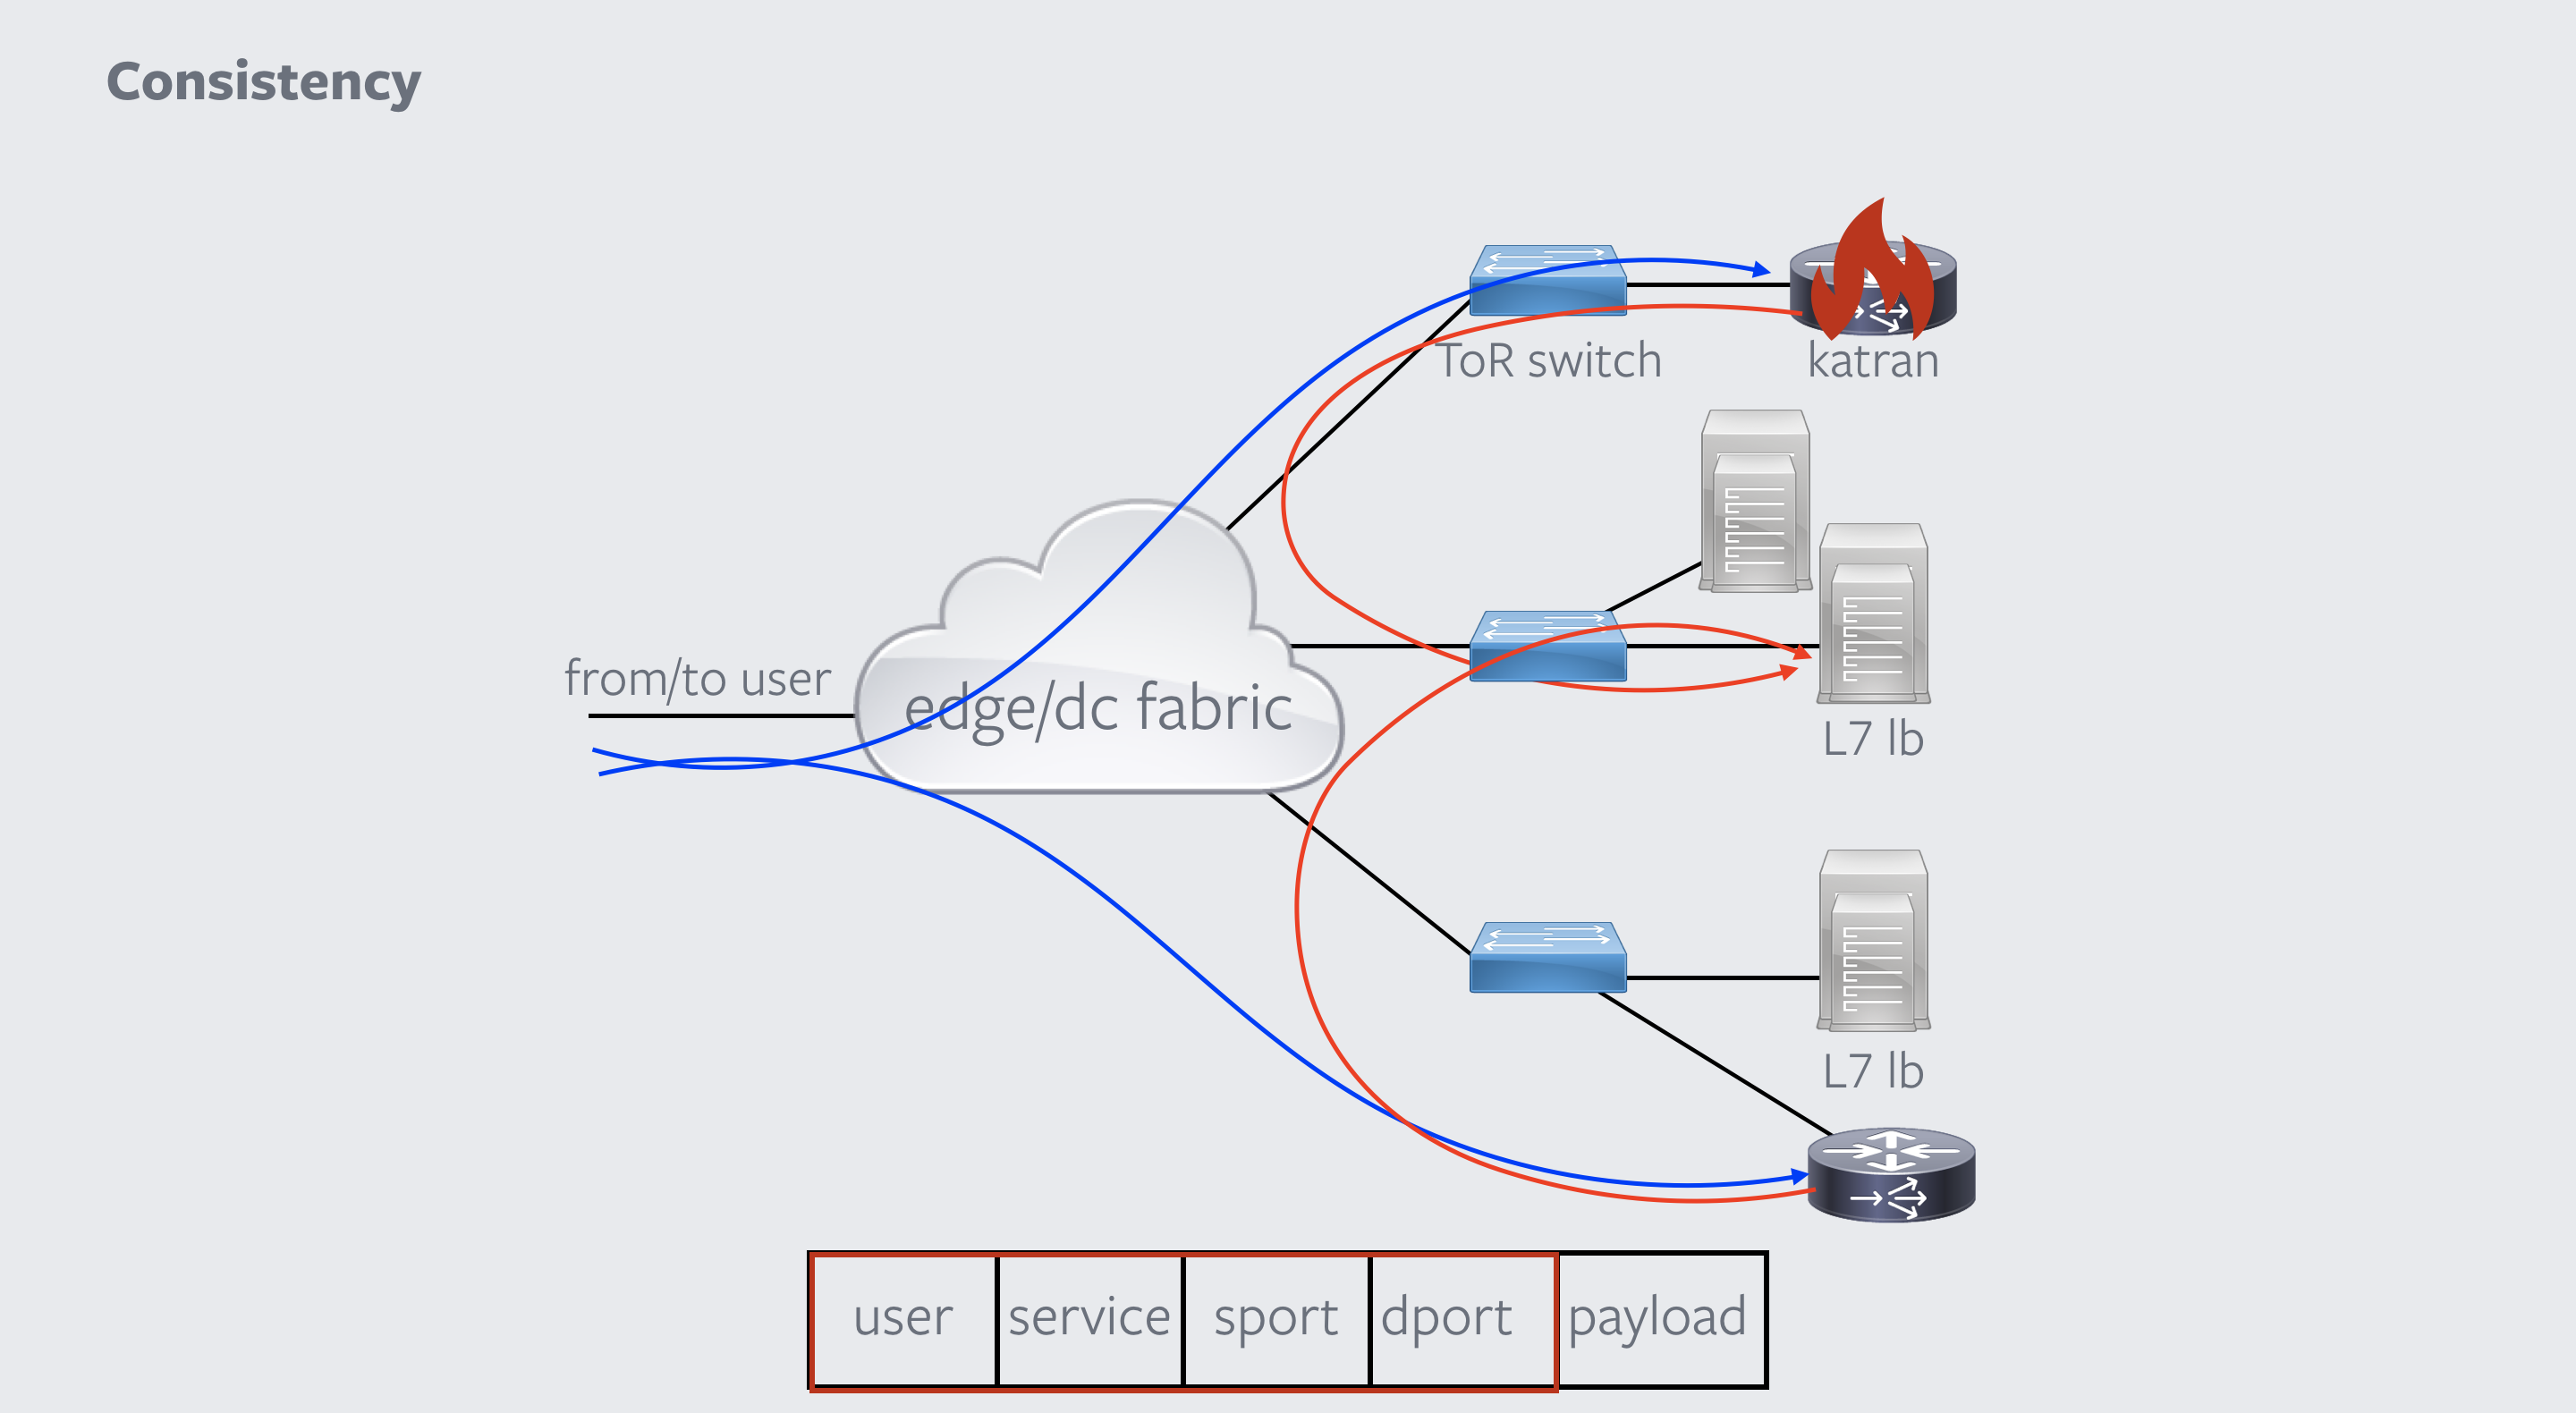 Consistency
ToR switch
katran
from/to user
edge/dc fabric
L7 lb
L7 lb
user
service
sport
dport
payload